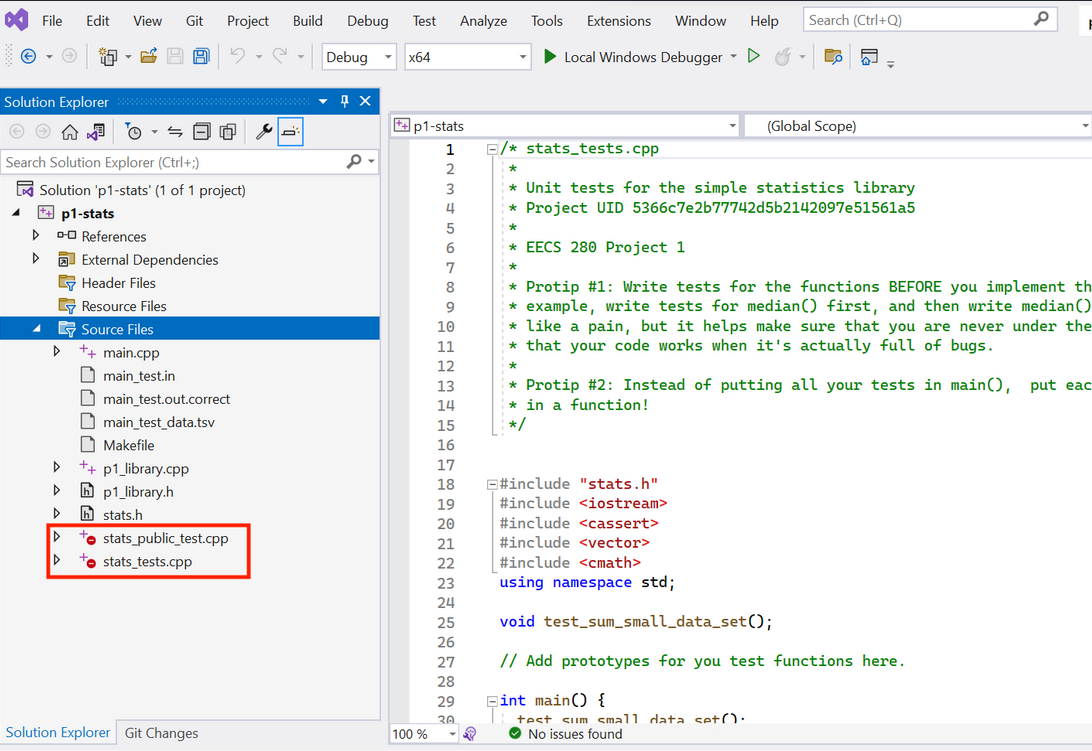 File Edit View Git Project Build Debug Test Analyze Tools Extensions Window Help Search (Ctrl+Q)
Debug x64 Local Windows Debugger
Solution Explorer
Search Solution Explorer (Ctrl+;)
Solution 'p1-stats' (1 of 1 project)
p1-stats
References
External Dependencies
Header Files
Resource Files
Source Files
main.cpp
main_test.in
main_test.out.correct
main_test_data.tsv
Makefile
p1_library.cpp
p1_library.h
stats.h
stats_public_test.cpp
stats_tests.cpp
Solution Explorer Git Changes
p1-stats (Global Scope)
1 /* stats_tests.cpp
2 *
3 * Unit tests for the simple statistics library
4 * Project UID 5366c7e2b77742d5b2142097e51561a5
5 *
6 * EECS 280 Project 1
7 *
8 * Protip #1: Write tests for the functions BEFORE you implement th
9 * example, write tests for median() first, and then write median()
10 * like a pain, but it helps make sure that you are never under the
11 * that your code works when it's actually full of bugs.
12 *
13 * Protip #2: Instead of putting all your tests in main(),  put eac
14 * in a function!
15 */
16
17
18 #include "stats.h"
19 #include <iostream>
20 #include <cassert>
21 #include <vector>
22 #include <cmath>
23 using namespace std;
24
25 void test_sum_small_data_set();
26
27 // Add prototypes for you test functions here.
28
29 int main() {
30 test_sum_small_data_set();
100 % No issues found